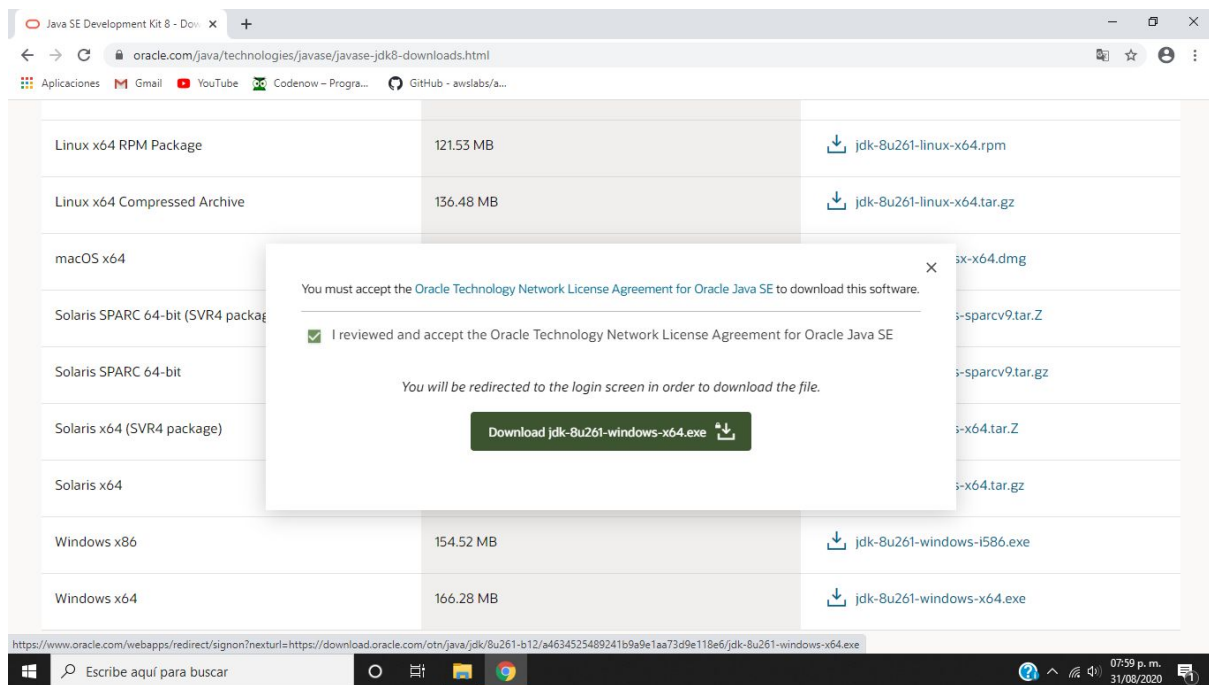 Java SE Development Kit 8 - Dow
oracle.com/java/technologies/javase/javase-jdk8-downloads.html
Aplicaciones Gmail YouTube Codenow – Progra... GitHub - awslabs/a...
Linux x64 RPM Package 121.53 MB jdk-8u261-linux-x64.rpm
Linux x64 Compressed Archive 136.48 MB jdk-8u261-linux-x64.tar.gz
macOS x64 sx-x64.dmg
You must accept the Oracle Technology Network License Agreement for Oracle Java SE to download this software.
Solaris SPARC 64-bit (SVR4 packag s-sparcv9.tar.Z
I reviewed and accept the Oracle Technology Network License Agreement for Oracle Java SE
Solaris SPARC 64-bit s-sparcv9.tar.gz
You will be redirected to the login screen in order to download the file.
Solaris x64 (SVR4 package) s-x64.tar.Z
Download jdk-8u261-windows-x64.exe
Solaris x64 s-x64.tar.gz
Windows x86 154.52 MB jdk-8u261-windows-i586.exe
Windows x64 166.28 MB jdk-8u261-windows-x64.exe
https://www.oracle.com/webapps/redirect/signon?nexturl=https://download.oracle.com/otn/java/jdk/8u261-b12/a4634525489241b9a9e1aa73d9e118e6/jdk-8u261-windows-x64.exe
Escribe aquí para buscar
07:59 p. m.
31/08/2020